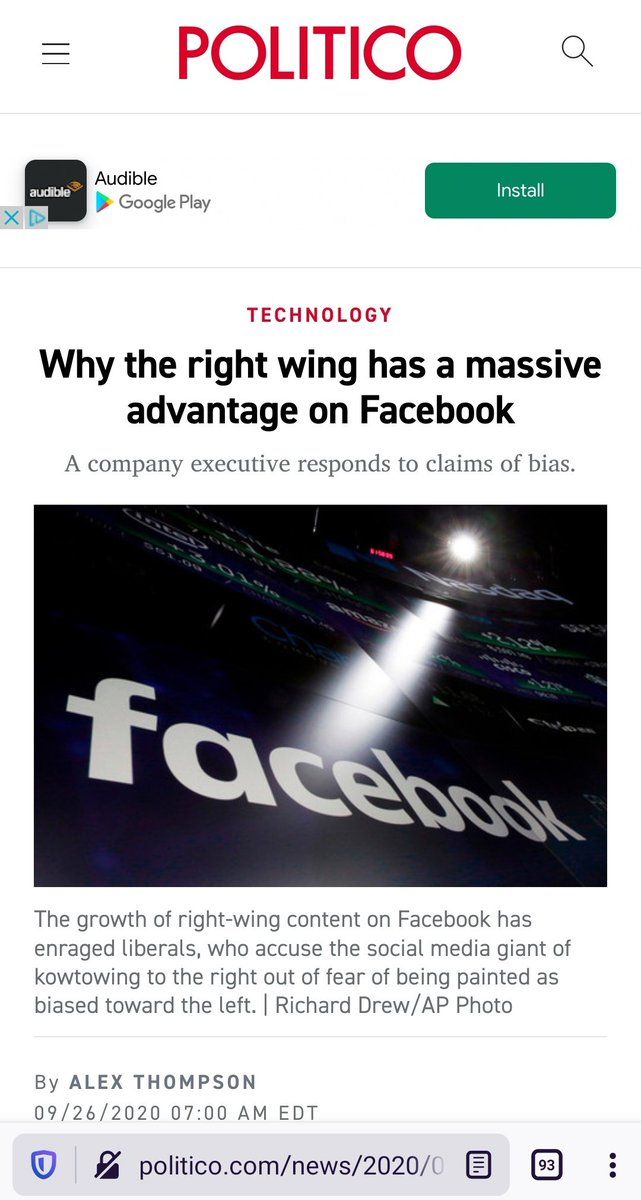 POLITICO
audible
Audible
Google Play
Install
TECHNOLOGY
Why the right wing has a massive
advantage on Facebook
A company executive responds to claims of bias.
intel
Nasdaq
facebook
The growth of right-wing content on Facebook has
enraged liberals, who accuse the social media giant of
kowtowing to the right out of fear of being painted as
biased toward the left. | Richard Drew/AP Photo
By ALEX THOMPSON
09/26/2020 07:00 AM EDT
politico.com/news/2020/0
93